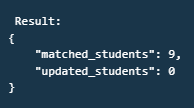 Result:
{
    "matched_students": 9,
    "updated_students": 0
}